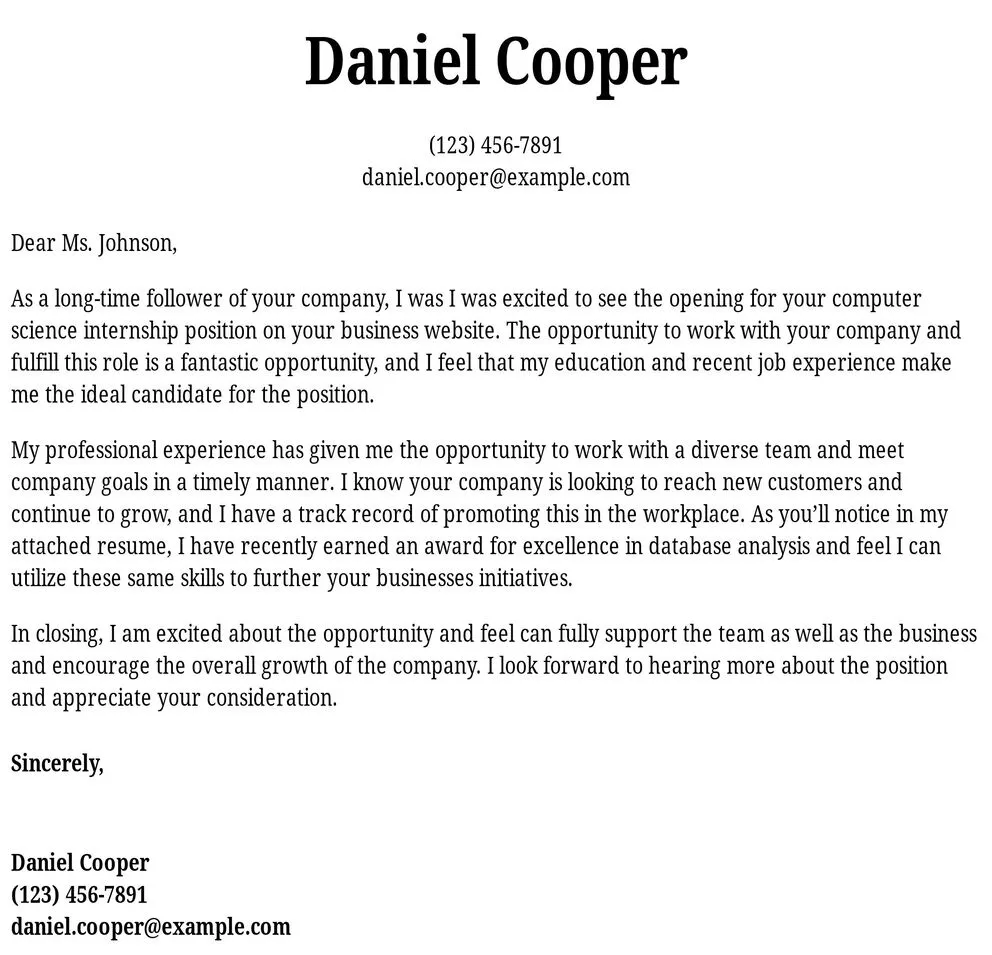 Daniel Cooper
(123) 456-7891
daniel.cooper@example.com
Dear Ms. Johnson,
As a long-time follower of your company, I was I was excited to see the opening for your computer
science internship position on your business website. The opportunity to work with your company and
fulfill this role is a fantastic opportunity, and I feel that my education and recent job experience make
me the ideal candidate for the position.
My professional experience has given me the opportunity to work with a diverse team and meet
company goals in a timely manner. I know your company is looking to reach new customers and
continue to grow, and I have a track record of promoting this in the workplace. As you’ll notice in my
attached resume, I have recently earned an award for excellence in database analysis and feel I can
utilize these same skills to further your businesses initiatives.
In closing, I am excited about the opportunity and feel can fully support the team as well as the business
and encourage the overall growth of the company. I look forward to hearing more about the position
and appreciate your consideration.
Sincerely,
Daniel Cooper
(123) 456-7891
daniel.cooper@example.com